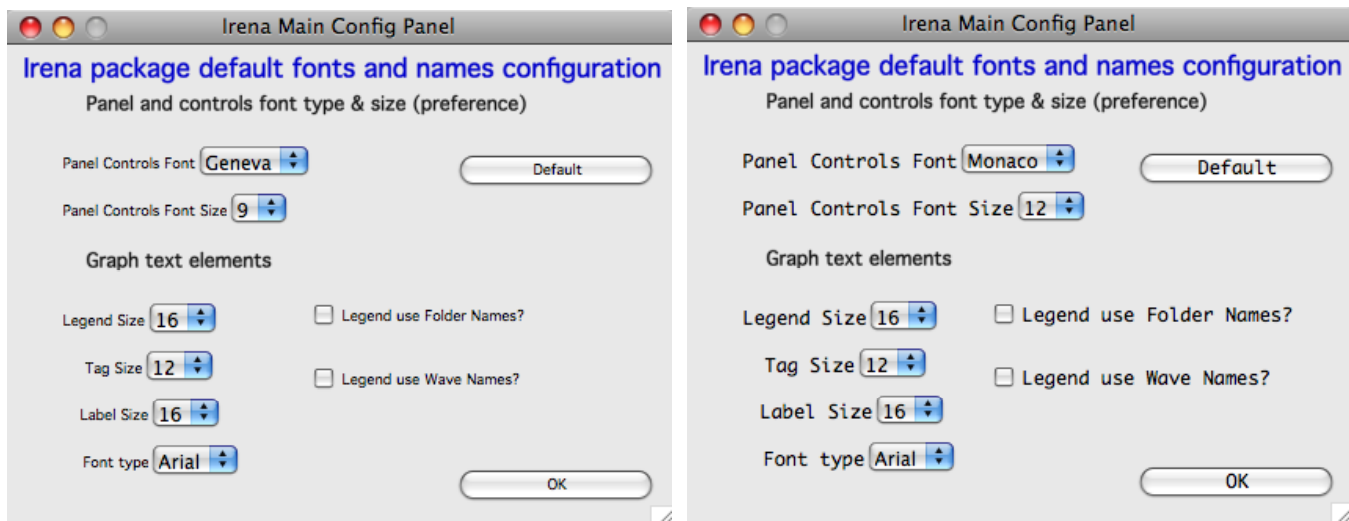 Irena Main Config Panel
Irena package default fonts and names configuration
Panel and controls font type & size (preference)
Panel Controls Font Geneva
Default
Panel Controls Font Size 9
Graph text elements
Legend Size 16
Legend use Folder Names?
Tag Size 12
Legend use Wave Names?
Label Size 16
Font type Arial
OK
Irena Main Config Panel
Irena package default fonts and names configuration
Panel and controls font type & size (preference)
Panel Controls Font Monaco
Default
Panel Controls Font Size 12
Graph text elements
Legend Size 16
Legend use Folder Names?
Tag Size 12
Legend use Wave Names?
Label Size 16
Font type Arial
OK